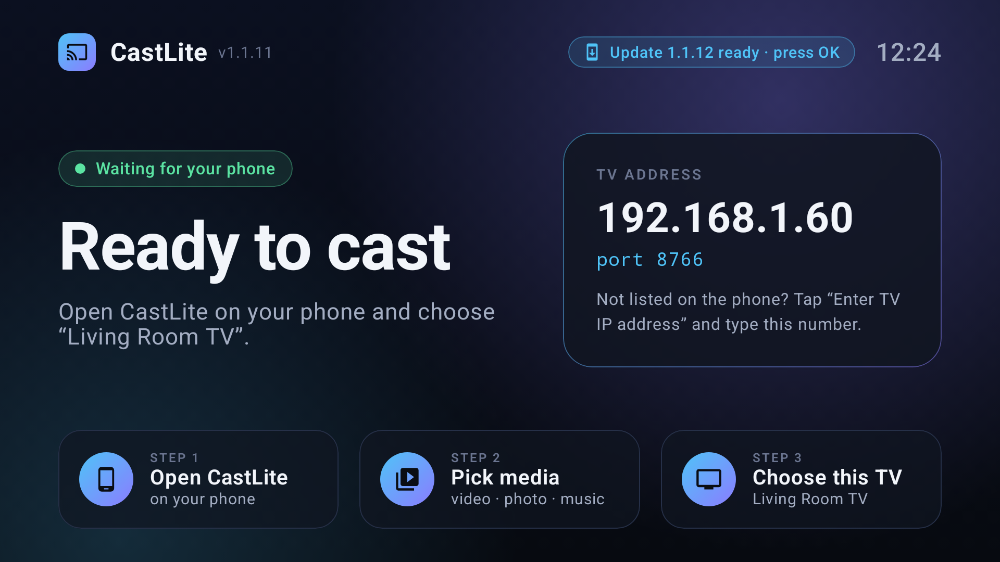 CastLite v1.1.11
Update 1.1.12 ready · press OK
12:24
Waiting for your phone
Ready to cast
Open CastLite on your phone and choose
“Living Room TV”.
TV ADDRESS
192.168.1.60
port 8766
Not listed on the phone? Tap “Enter TV
IP address” and type this number.
STEP 1
Open CastLite
on your phone
STEP 2
Pick media
video · photo · music
STEP 3
Choose this TV
Living Room TV